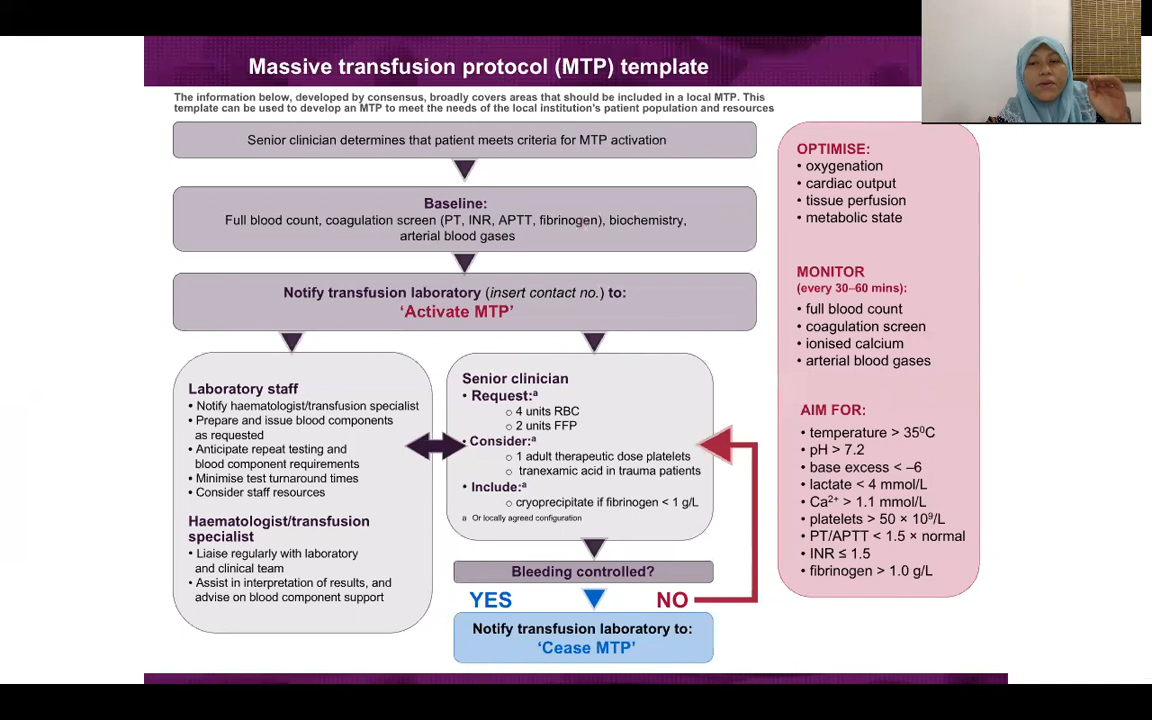 Massive transfusion protocol (MTP) template
The information below, developed by consensus, broadly covers areas that should be included in a local MTP. This
template can be used to develop an MTP to meet the needs of the local institution's patient population and resources
Senior clinician determines that patient meets criteria for MTP activation
Baseline:
Full blood count, coagulation screen (PT, INR, APTT, fibrinogen), biochemistry,
arterial blood gases
Notify transfusion laboratory (insert contact no.) to:
‘Activate MTP’
Laboratory staff
• Notify haematologist/transfusion specialist
• Prepare and issue blood components
as requested
• Anticipate repeat testing and
blood component requirements
• Minimise test turnaround times
• Consider staff resources
Haematologist/transfusion
specialist
• Liaise regularly with laboratory
and clinical team
• Assist in interpretation of results, and
advise on blood component support
Senior clinician
• Request:ᵃ
o 4 units RBC
o 2 units FFP
• Consider:ᵃ
o 1 adult therapeutic dose platelets
o tranexamic acid in trauma patients
• Include:ᵃ
o cryoprecipitate if fibrinogen < 1 g/L
a Or locally agreed configuration
Bleeding controlled?
YES NO
Notify transfusion laboratory to:
‘Cease MTP’
OPTIMISE:
• oxygenation
• cardiac output
• tissue perfusion
• metabolic state
MONITOR
(every 30–60 mins):
• full blood count
• coagulation screen
• ionised calcium
• arterial blood gases
AIM FOR:
• temperature > 35⁰C
• pH > 7.2
• base excess < –6
• lactate < 4 mmol/L
• Ca²⁺ > 1.1 mmol/L
• platelets > 50 × 10⁹/L
• PT/APTT < 1.5 × normal
• INR ≤ 1.5
• fibrinogen > 1.0 g/L